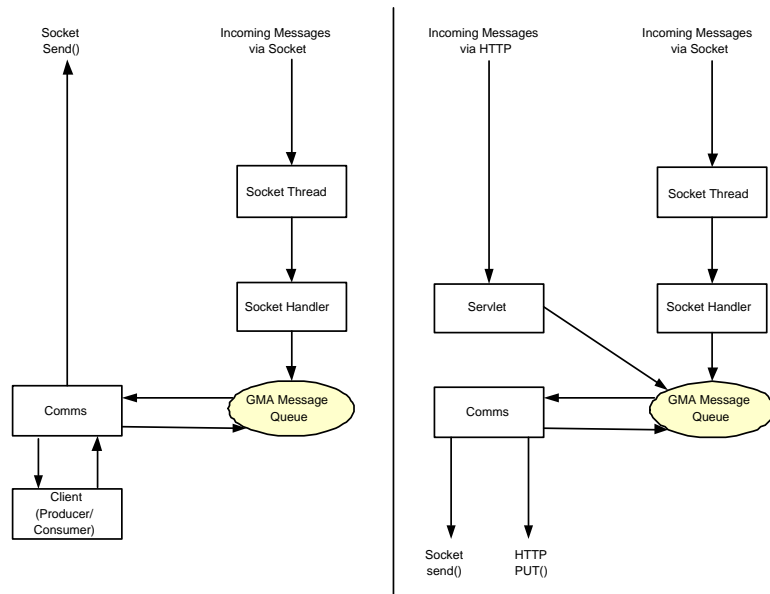 Socket
Send()
Incoming Messages
via Socket
Socket Thread
Socket Handler
GMA Message
Queue
Comms
Client
(Producer/
Consumer)
Incoming Messages
via HTTP
Incoming Messages
via Socket
Socket Thread
Servlet
Socket Handler
GMA Message
Queue
Comms
Socket
send()
HTTP
PUT()